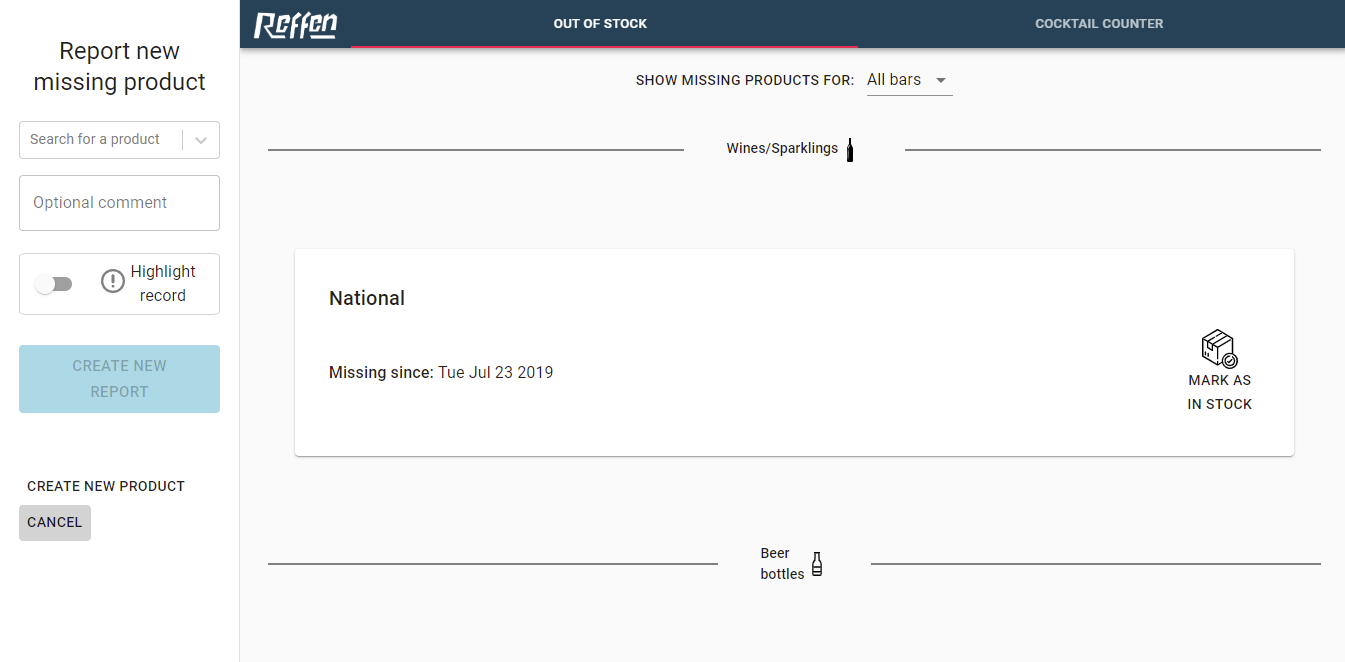 Report new
missing product
Search for a product
Optional comment
Highlight
record
CREATE NEW
REPORT
CREATE NEW PRODUCT
CANCEL
Reffen
OUT OF STOCK
COCKTAIL COUNTER
SHOW MISSING PRODUCTS FOR: All bars
Wines/Sparklings
National
Missing since: Tue Jul 23 2019
MARK AS
IN STOCK
Beer
bottles